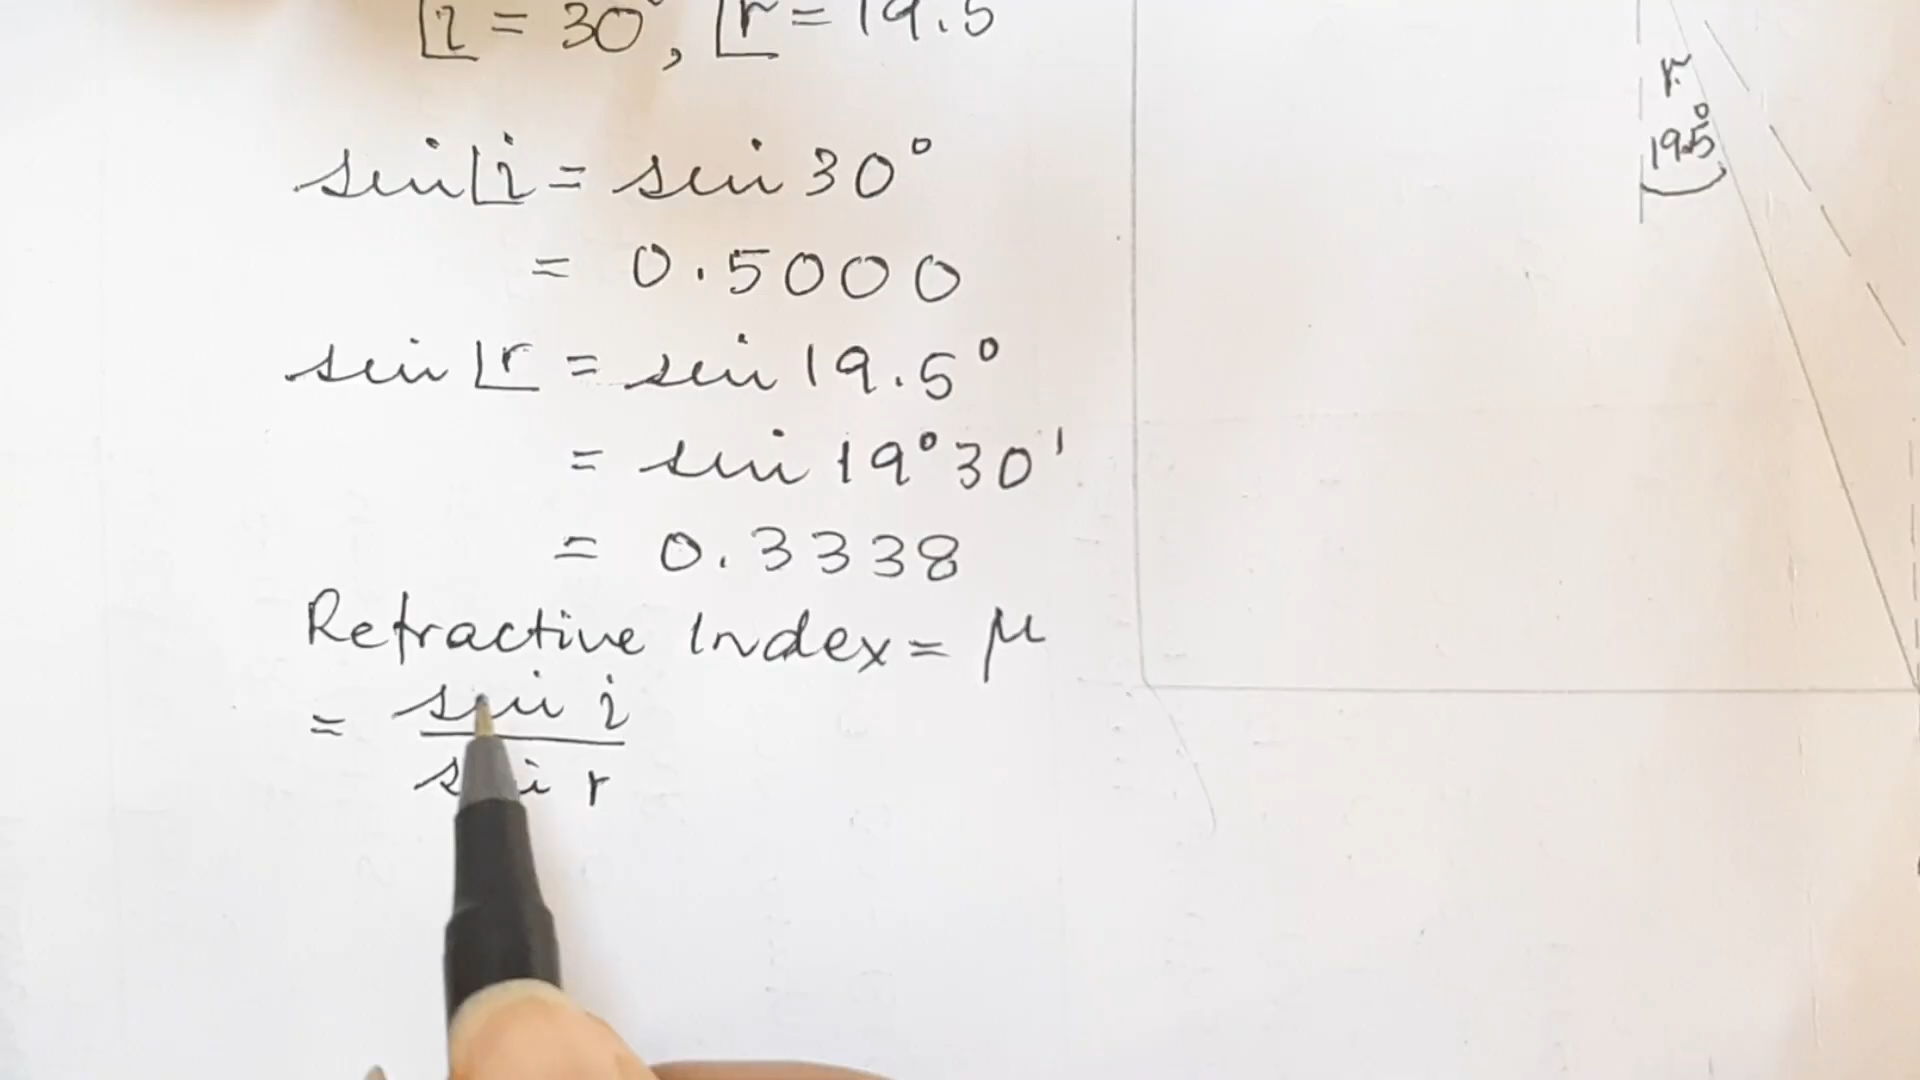 ∠i = 30°, ∠r = 19.5
sin∠i = sin 30°
= 0.5000
sin ∠r = sin 19.5°
= sin 19°30'
= 0.3338
Refractive Index = μ
= sin i
sin r
r
19.5°